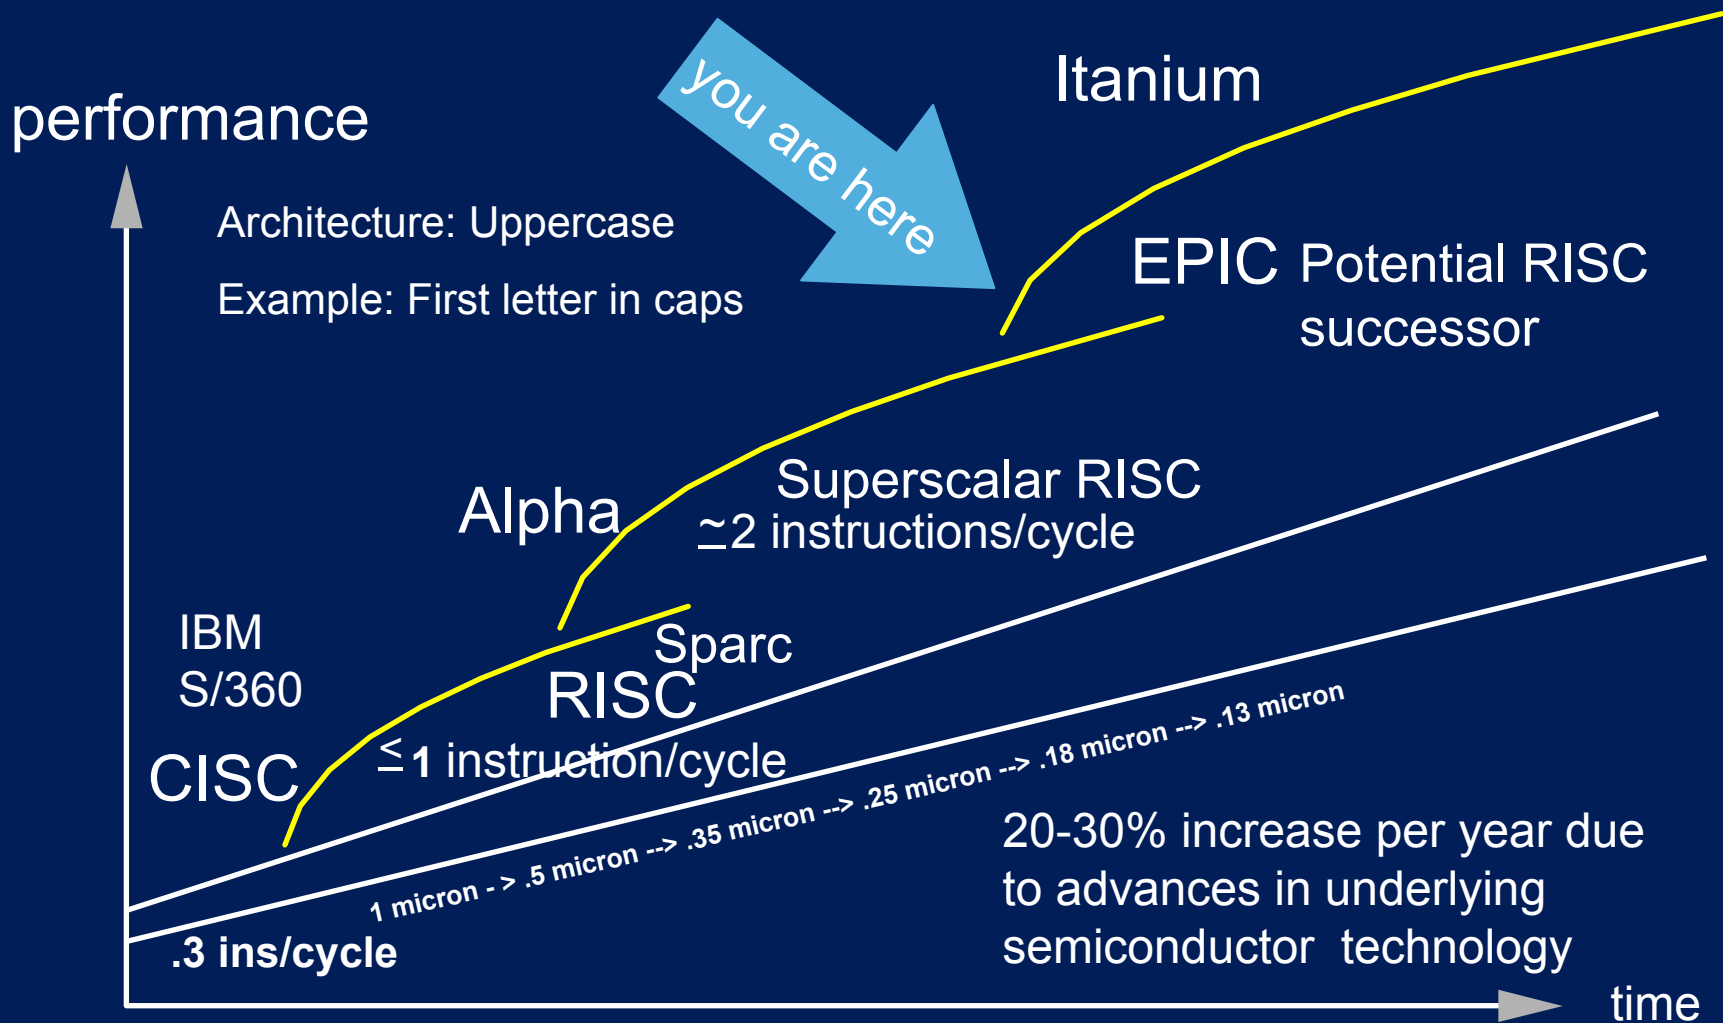 performance
you are here
Itanium
Architecture: Uppercase
Example: First letter in caps
EPIC Potential RISC
successor
Alpha
Superscalar RISC
≃2 instructions/cycle
IBM
S/360
Sparc
RISC
CISC
≤ 1 instruction/cycle
1 micron - > .5 micron --> .35 micron --> .25 micron --> .18 micron --> .13 micron
20-30% increase per year due
to advances in underlying
semiconductor technology
.3 ins/cycle
time